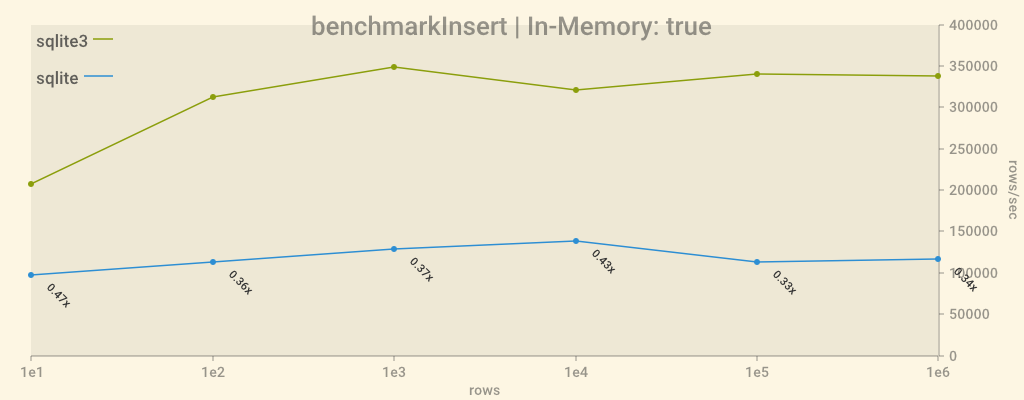 benchmarkInsert | In-Memory: true
sqlite3
sqlite
400000
350000
300000
250000
200000
150000
100000
50000
0
rows/sec
0.47x
0.36x
0.37x
0.43x
0.33x
0.34x
1e1 1e2 1e3 1e4 1e5 1e6
rows